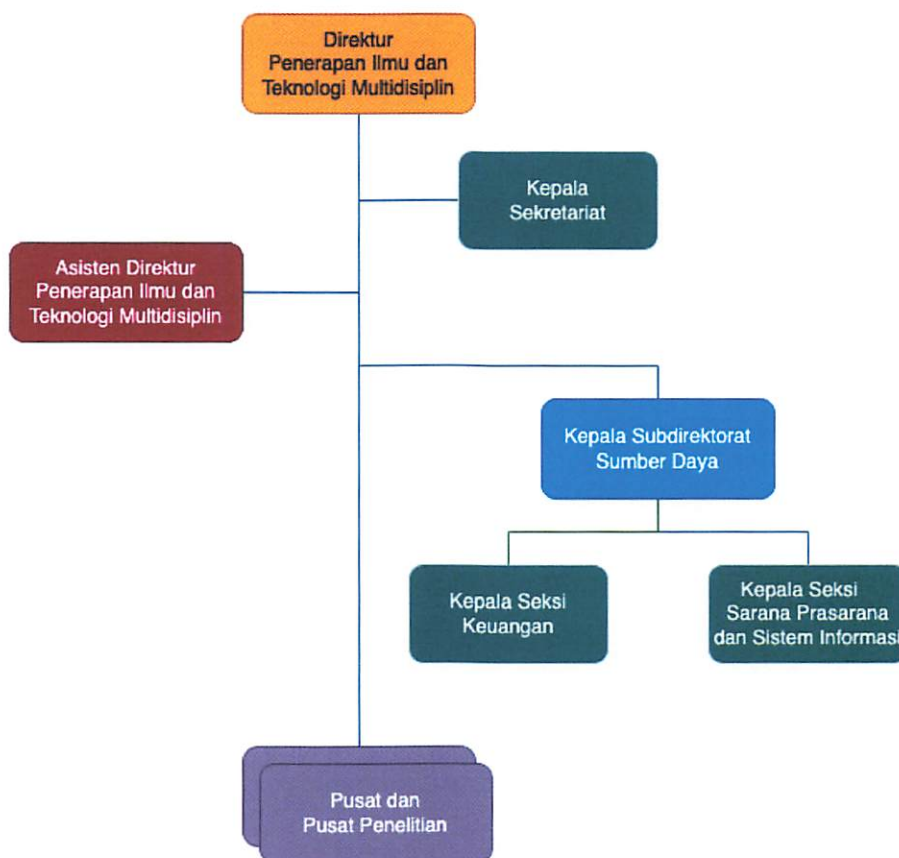 Direktur
Penerapan Ilmu dan
Teknologi Multidisiplin
Kepala
Sekretariat
Asisten Direktur
Penerapan Ilmu dan
Teknologi Multidisiplin
Kepala Subdirektorat
Sumber Daya
Kepala Seksi
Keuangan
Kepala Seksi
Sarana Prasarana
dan Sistem Informasi
Pusat dan
Pusat Penelitian